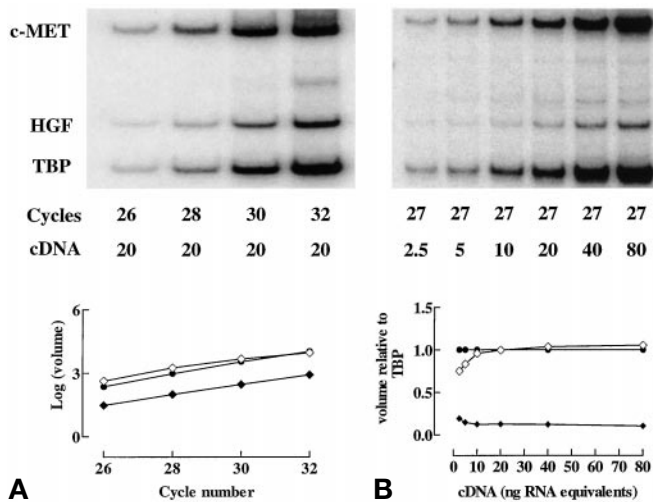 c-MET
HGF
TBP
Cycles 26 28 30 32
cDNA 20 20 20 20
27 27 27 27 27 27
2.5 5 10 20 40 80
Log (volume)
6
3
0
26 28 30 32
Cycle number
A
volume relative to
TBP
1.5
1.0
0.5
0.0
0 10 20 30 40 50 60 70 80
cDNA (ng RNA equivalents)
B